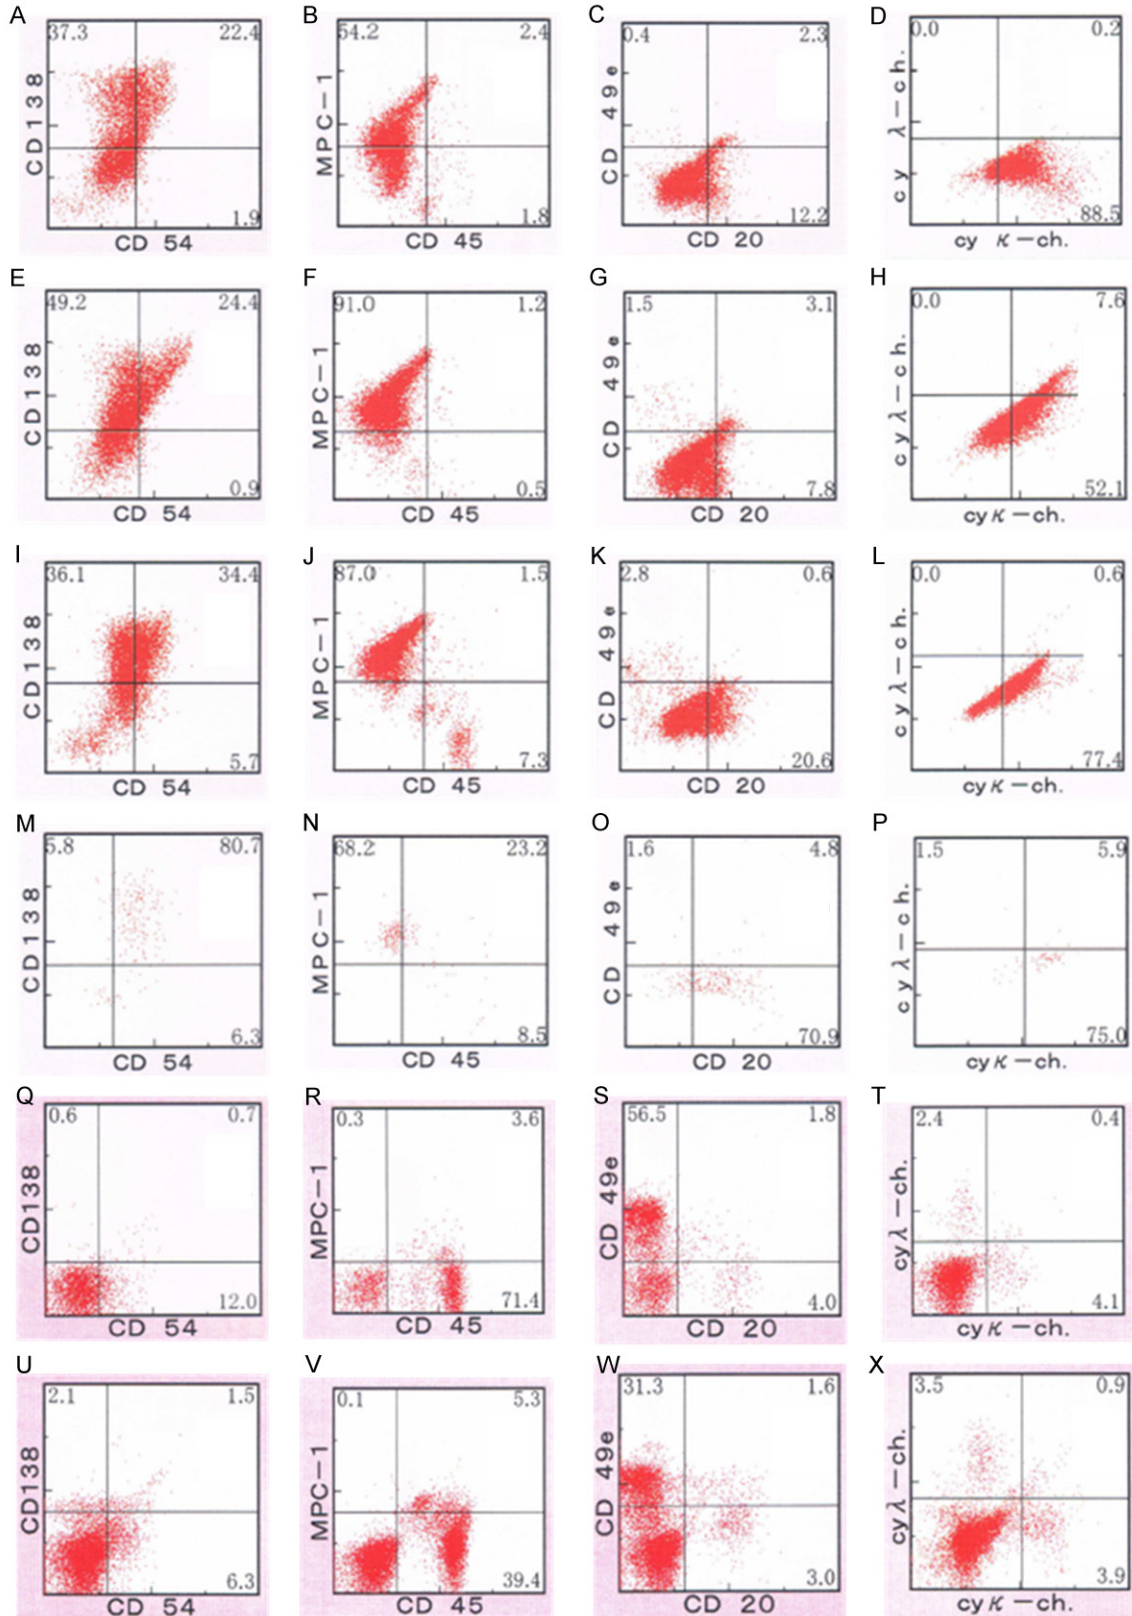 A B C D
37.3 22.4 54.2 2.4 0.4 2.3 0.0 0.2
CD138 MPC-1 CD 49e cy λ-ch.
1.9 1.8 12.2 88.5
CD 54 CD 45 CD 20 cy κ-ch.
E F G H
49.2 24.4 91.0 1.2 1.5 3.1 0.0 7.6
CD138 MPC-1 CD 49e cyλ-ch.
0.9 0.5 7.8 52.1
CD 54 CD 45 CD 20 cyκ-ch.
I J K L
36.1 34.4 87.0 1.5 2.8 0.6 0.0 0.6
CD138 MPC-1 CD 49e cyλ-ch.
5.7 7.3 20.6 77.4
CD 54 CD 45 CD 20 cyκ-ch.
M N O P
5.8 80.7 68.2 23.2 1.6 4.8 1.5 5.9
CD138 MPC-1 CD 49e cyλ-ch.
6.3 8.5 70.9 75.0
CD 54 CD 45 CD 20 cyκ-ch.
Q R S T
0.6 0.7 0.3 3.6 56.5 1.8 2.4 0.4
CD138 MPC-1 CD 49e cyλ-ch.
12.0 71.4 4.0 4.1
CD 54 CD 45 CD 20 cyκ-ch.
U V W X
2.1 1.5 0.1 5.3 31.3 1.6 3.5 0.9
CD138 MPC-1 CD 49e cyλ-ch.
6.3 39.4 3.0 3.9
CD 54 CD 45 CD 20 cyκ-ch.